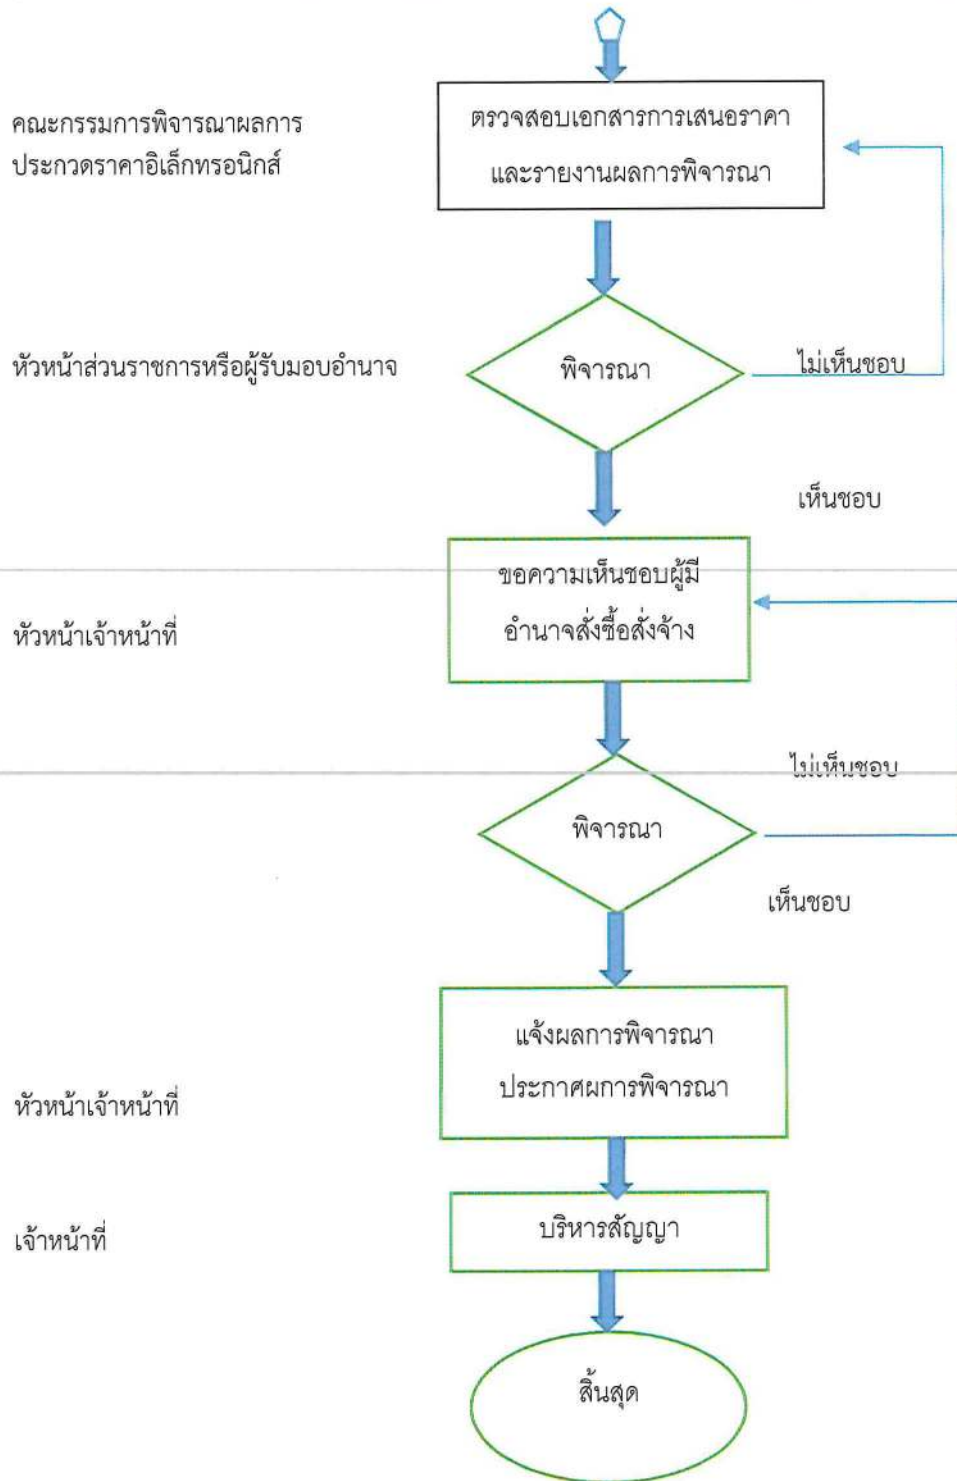 คณะกรรมการพิจารณาผลการ
ประกวดราคาอิเล็กทรอนิกส์
ตรวจสอบเอกสารการเสนอราคา
และรายงานผลการพิจารณา
หัวหน้าส่วนราชการหรือผู้รับมอบอำนาจ
พิจารณา
ไม่เห็นชอบ
เห็นชอบ
ขอความเห็นชอบผู้มี
อำนาจสั่งซื้อสั่งจ้าง
หัวหน้าเจ้าหน้าที่
ไม่เห็นชอบ
พิจารณา
เห็นชอบ
แจ้งผลการพิจารณา
ประกาศผการพิจารณา
หัวหน้าเจ้าหน้าที่
บริหารสัญญา
เจ้าหน้าที่
สิ้นสุด